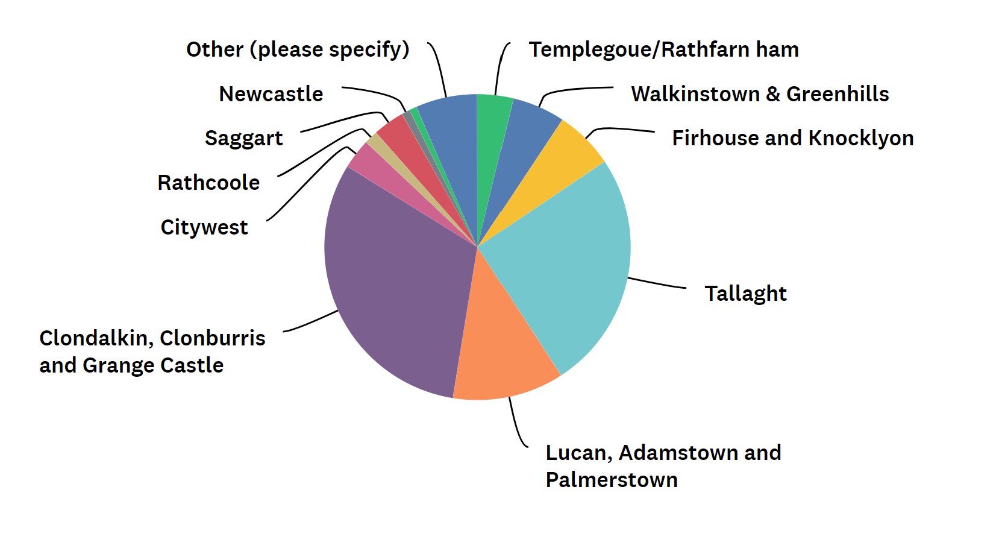 Other (please specify)
Templegoue/Rathfarn ham
Newcastle
Walkinstown & Greenhills
Saggart
Firhouse and Knocklyon
Rathcoole
Citywest
Tallaght
Clondalkin, Clonburris
and Grange Castle
Lucan, Adamstown and
Palmerstown